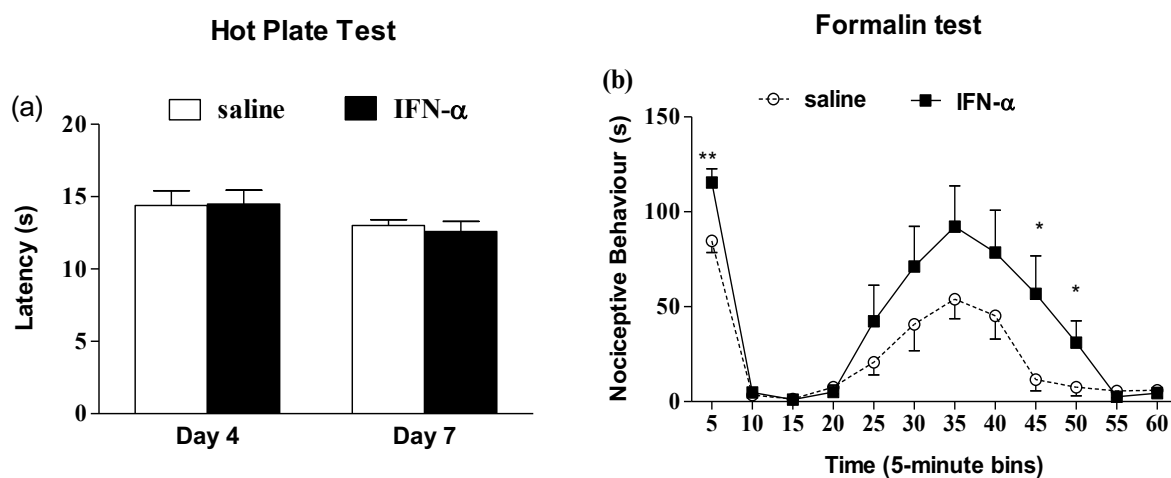 Hot Plate Test
(a)
saline IFN-α
Latency (s)
20
15
10
5
0
Day 4 Day 7
Formalin test
(b)
saline IFN-α
Nociceptive Behaviour (s)
150
100
50
0
**
*
*
5 10 15 20 25 30 35 40 45 50 55 60
Time (5-minute bins)